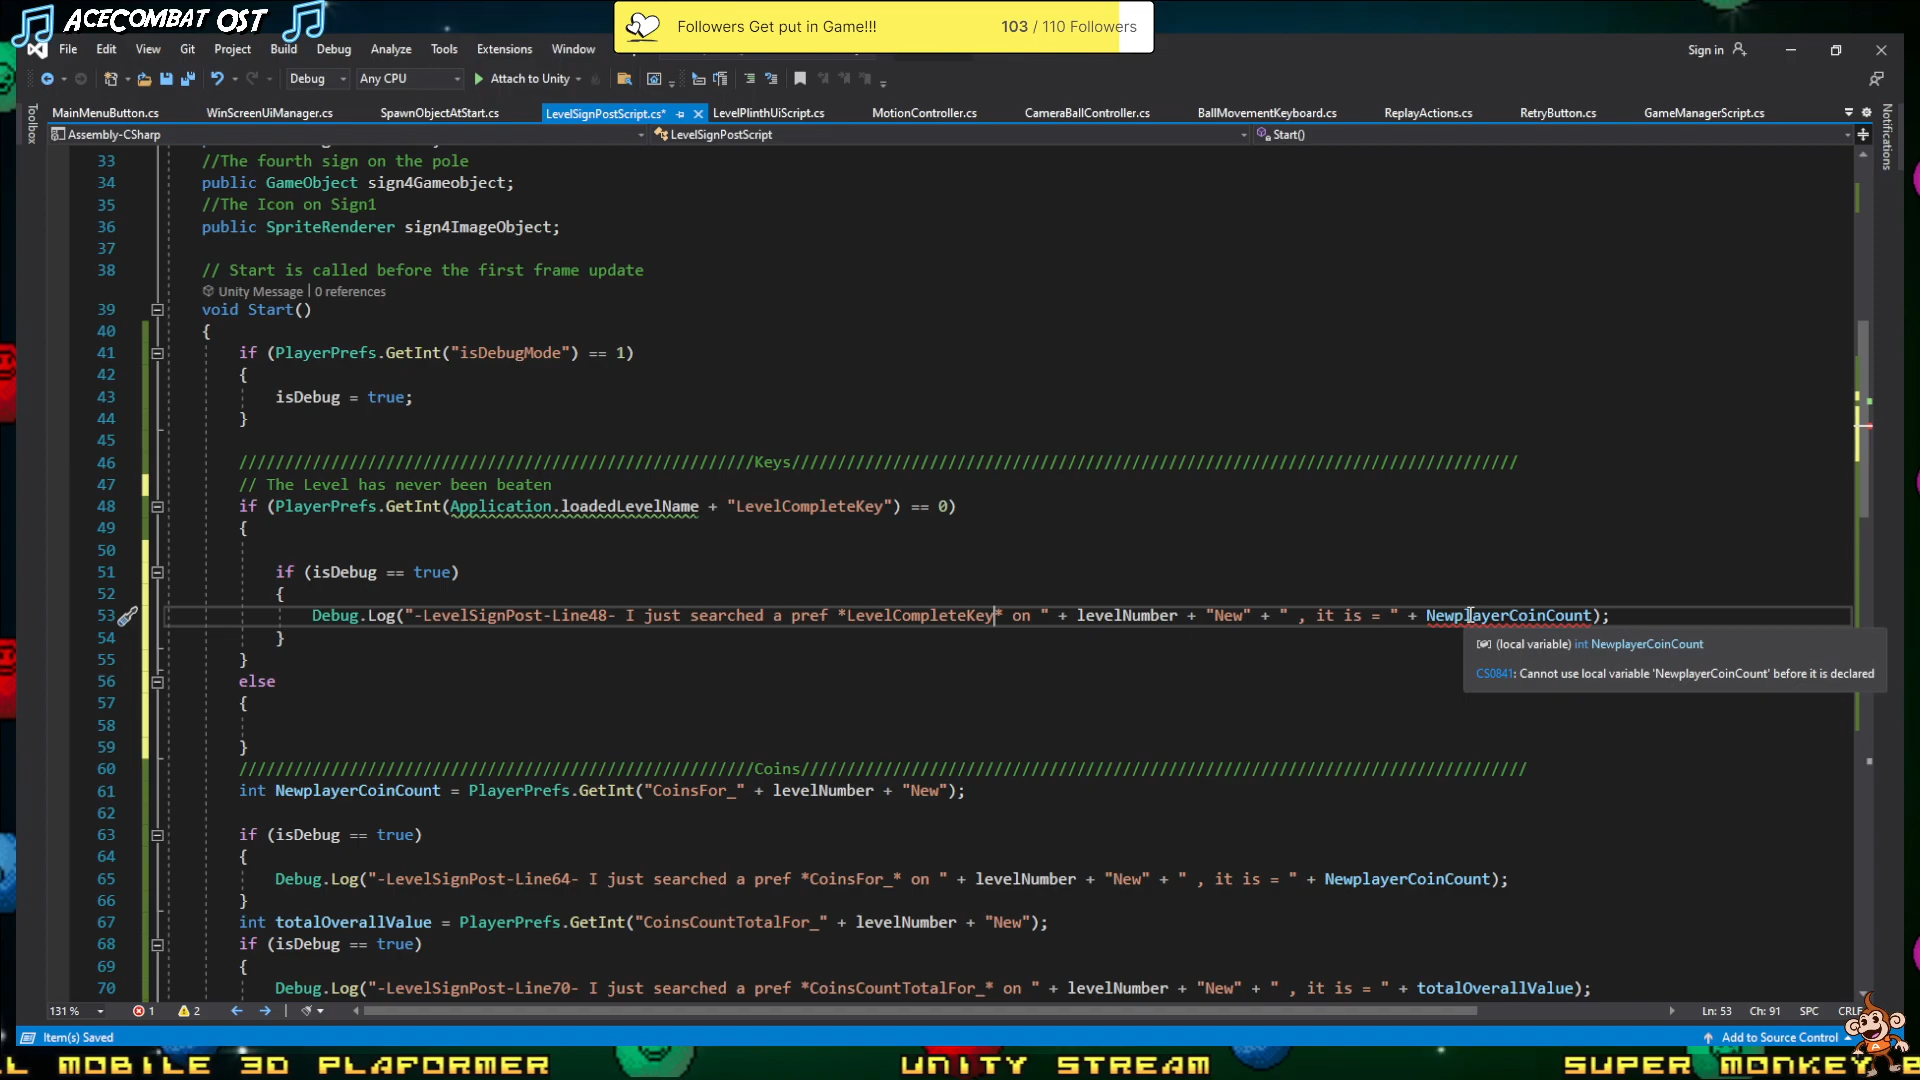 ACECOMBAT OST
Followers Get put in Game!!! 103 / 110 Followers
File Edit View Git Project Build Debug Analyze Tools Extensions Window
Sign in
Debug Any CPU Attach to Unity
MainMenuButton.cs WinScreenUiManager.cs SpawnObjectAtStart.cs LevelSignPostScript.cs* LevelPlinthUiScript.cs MotionController.cs CameraBallController.cs BallMovementKeyboard.cs ReplayActions.cs RetryButton.cs GameManagerScript.cs
Toolbox
Notifications
Assembly-CSharp LevelSignPostScript Start()
33 //The fourth sign on the pole
34 public GameObject sign4Gameobject;
35 //The Icon on Sign1
36 public SpriteRenderer sign4ImageObject;
37
38 // Start is called before the first frame update
Unity Message | 0 references
39 void Start()
40 {
41 if (PlayerPrefs.GetInt("isDebugMode") == 1)
42 {
43 isDebug = true;
44 }
45
46 ////////////////////////////////////////////////////////Keys///////////////////////////////////////////////////////////////////////////////
47 // The Level has never been beaten
48 if (PlayerPrefs.GetInt(Application.loadedLevelName + "LevelCompleteKey") == 0)
49 {
50
51 if (isDebug == true)
52 {
53 Debug.Log("-LevelSignPost-Line48- I just searched a pref *LevelCompleteKey* on " + levelNumber + "New" + " , it is = " + NewplayerCoinCount);
54 }
(local variable) int NewplayerCoinCount
CS0841: Cannot use local variable 'NewplayerCoinCount' before it is declared
55 }
56 else
57 {
58
59 }
60 ////////////////////////////////////////////////////////Coins///////////////////////////////////////////////////////////////////////////////
61 int NewplayerCoinCount = PlayerPrefs.GetInt("CoinsFor_" + levelNumber + "New");
62
63 if (isDebug == true)
64 {
65 Debug.Log("-LevelSignPost-Line64- I just searched a pref *CoinsFor_* on " + levelNumber + "New" + " , it is = " + NewplayerCoinCount);
66 }
67 int totalOverallValue = PlayerPrefs.GetInt("CoinsCountTotalFor_" + levelNumber + "New");
68 if (isDebug == true)
69 {
70 Debug.Log("-LevelSignPost-Line70- I just searched a pref *CoinsCountTotalFor_* on " + levelNumber + "New" + " , it is = " + totalOverallValue);
131 % 1 2 Ln: 53 Ch: 91 SPC CRLF
Item(s) Saved Add to Source Control
L MOBILE 3D PLAFORMER UNITY STREAM SUPER MONKEY